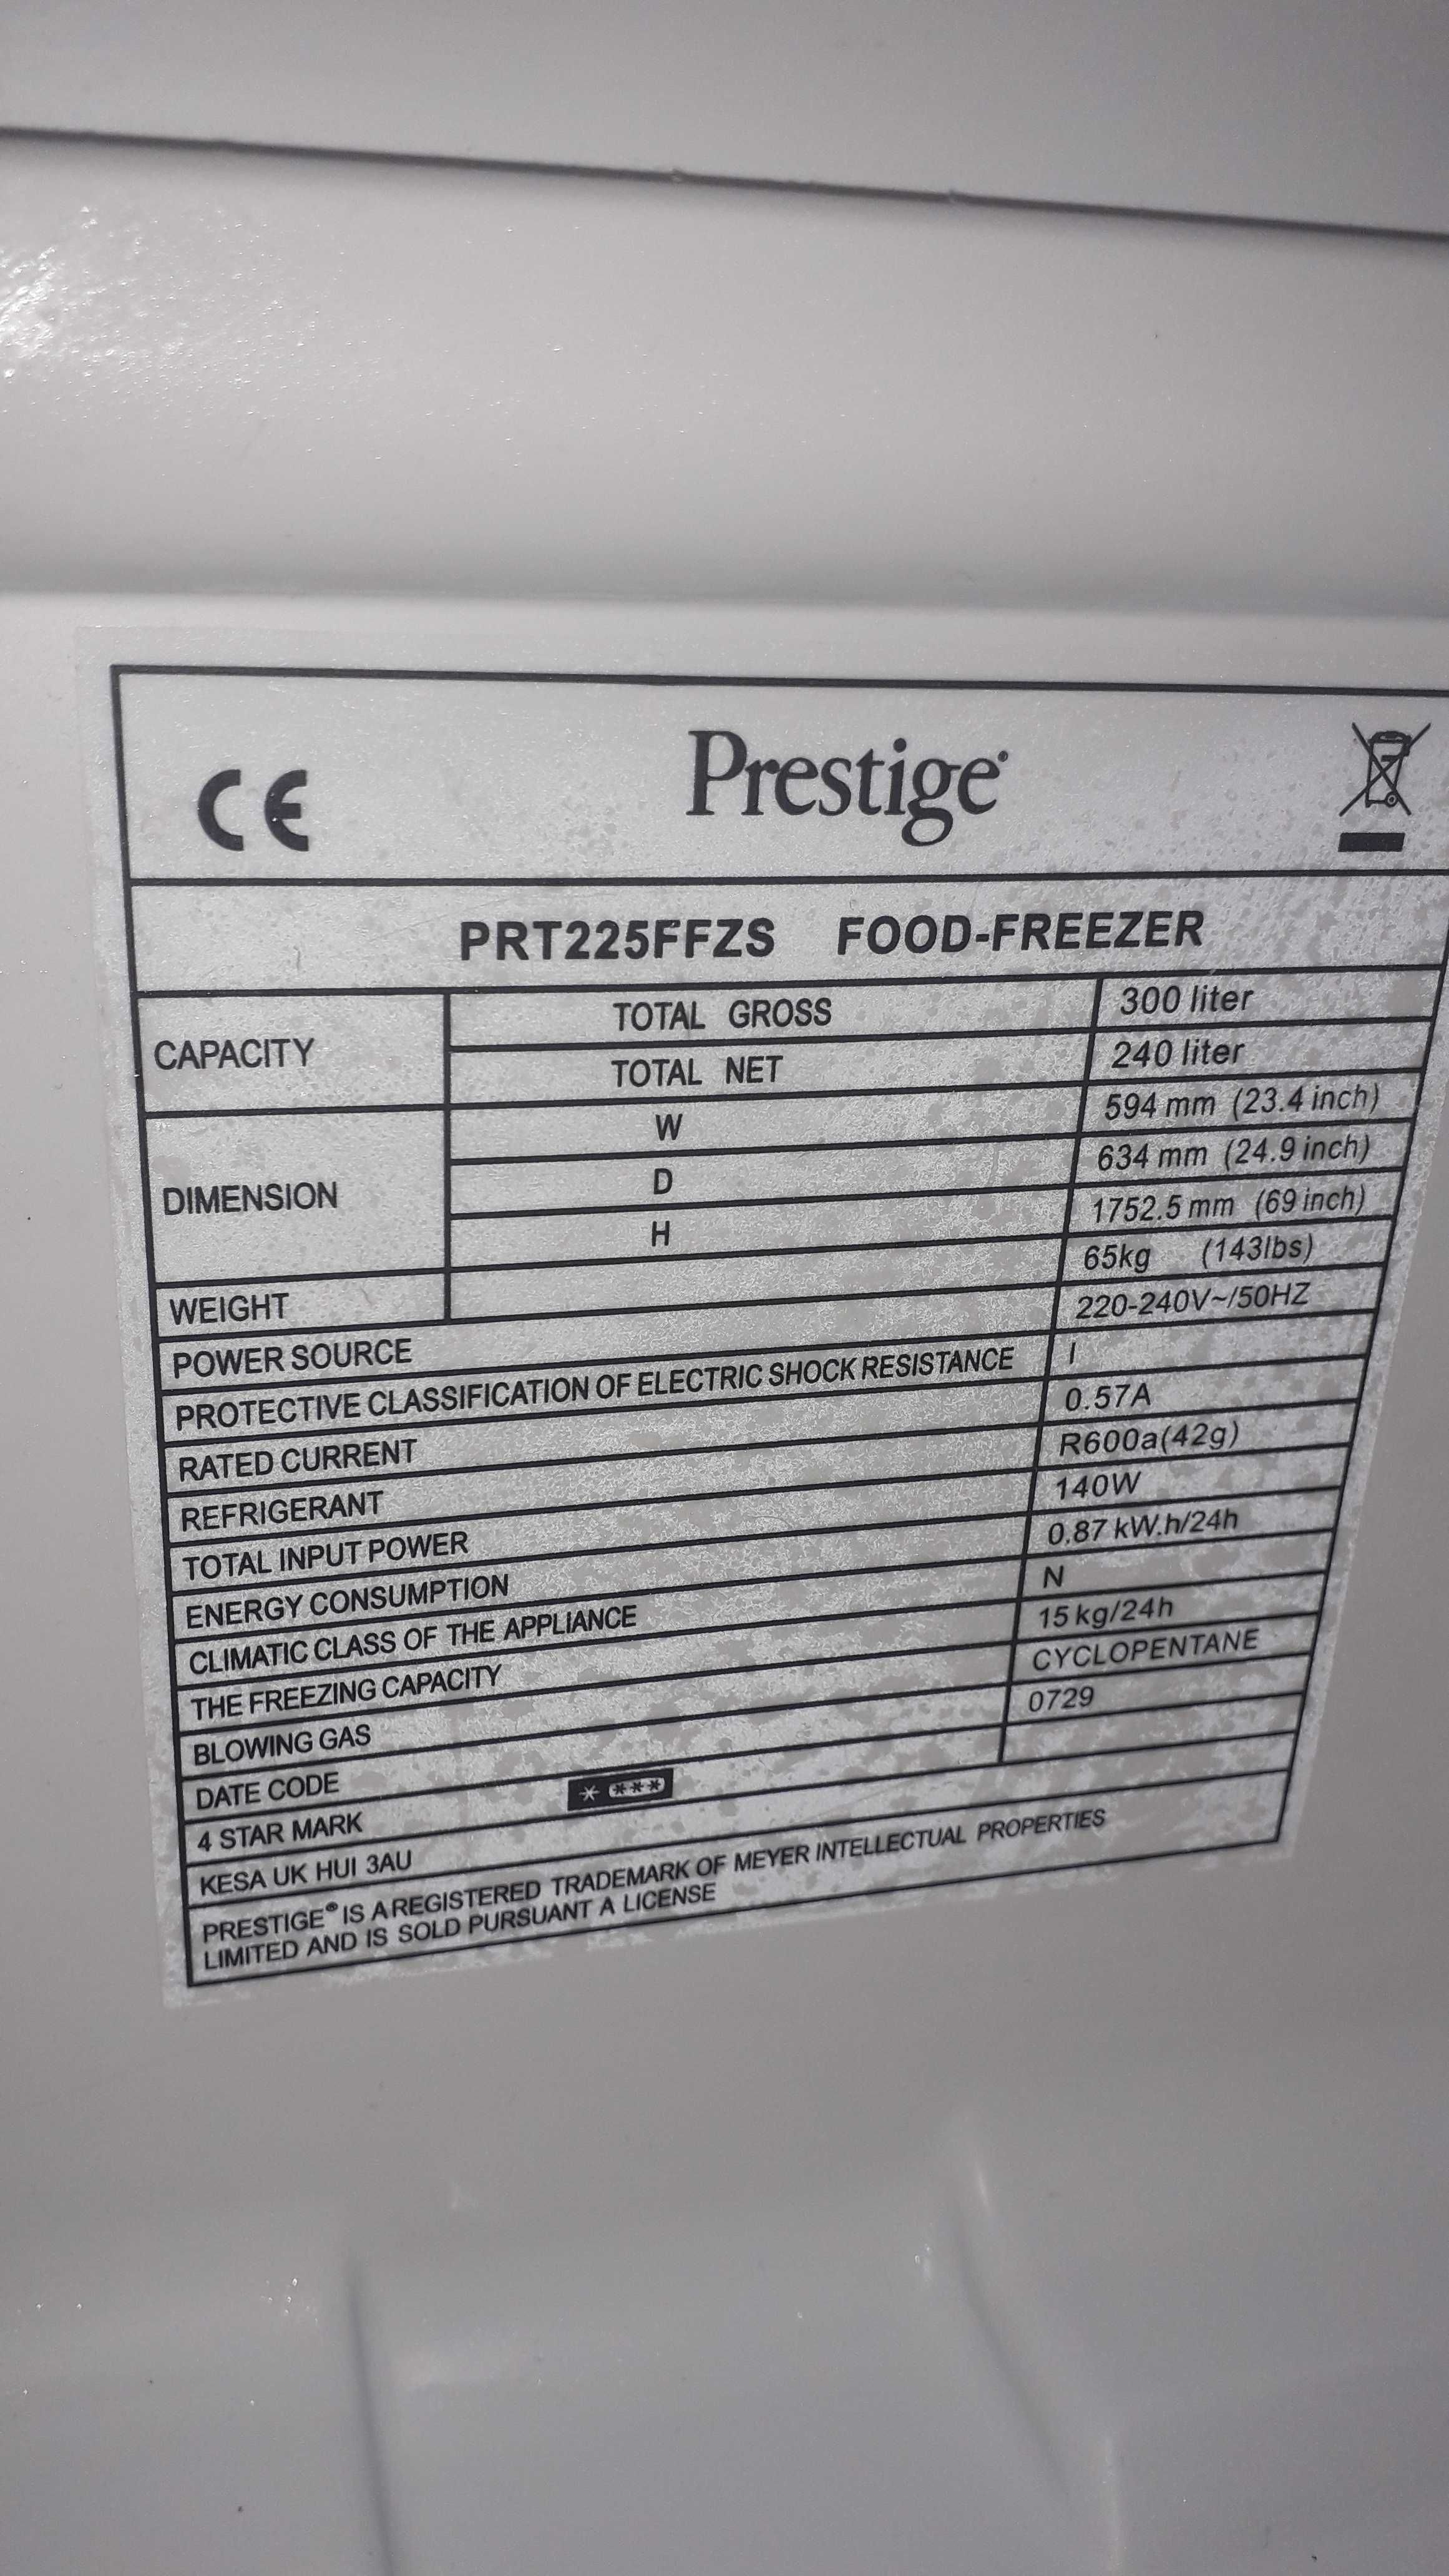 CE Prestige®
PRT225FFZS FOOD-FREEZER
CAPACITY TOTAL GROSS 300 liter
TOTAL NET 240 liter
DIMENSION W 594 mm (23.4 inch)
D 634 mm (24.9 inch)
H 1752.5 mm (69 inch)
WEIGHT 65kg (143lbs)
POWER SOURCE 220-240V~/50HZ
PROTECTIVE CLASSIFICATION OF ELECTRIC SHOCK RESISTANCE I
RATED CURRENT 0.57A
REFRIGERANT R600a(42g)
TOTAL INPUT POWER 140W
ENERGY CONSUMPTION 0.87 kW.h/24h
CLIMATIC CLASS OF THE APPLIANCE N
THE FREEZING CAPACITY 15kg/24h
BLOWING GAS CYCLOPENTANE
DATE CODE 0729
4 STAR MARK * ***
KESA UK HUI 3AU
PRESTIGE® IS A REGISTERED TRADEMARK OF MEYER INTELLECTUAL PROPERTIES
LIMITED AND IS SOLD PURSUANT A LICENSE